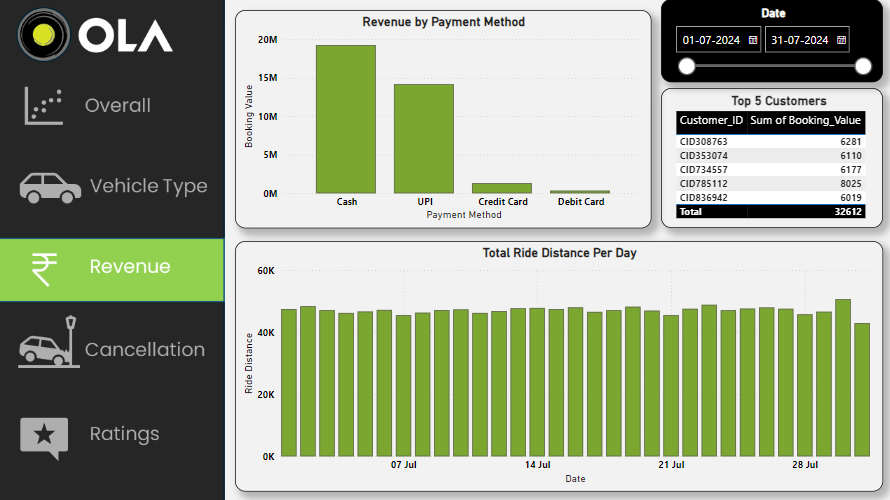 OLA
Overall
Vehicle Type
Revenue
Cancellation
Ratings
Revenue by Payment Method
20M
15M
10M
5M
0M
Booking Value
Cash UPI Credit Card Debit Card
Payment Method
Date
01-07-2024 31-07-2024
Top 5 Customers
Customer_ID Sum of Booking_Value
CID308763 6281
CID353074 6110
CID734557 6177
CID785112 8025
CID836942 6019
Total 32612
Total Ride Distance Per Day
60K
40K
20K
0K
Ride Distance
07 Jul 14 Jul 21 Jul 28 Jul
Date